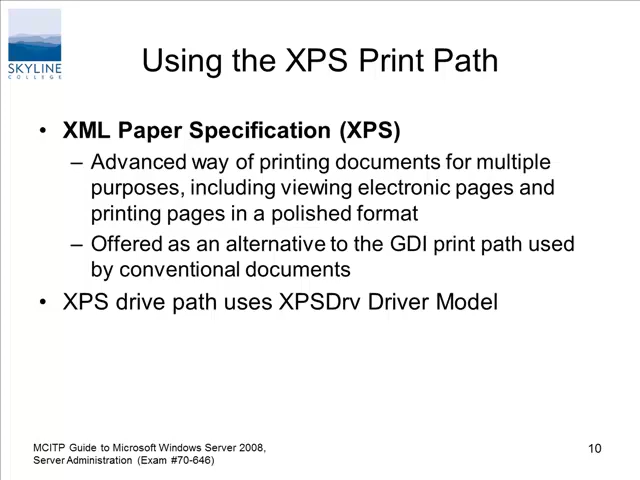 SKYLINE
COLLEGE
Using the XPS Print Path
• XML Paper Specification (XPS)
– Advanced way of printing documents for multiple
purposes, including viewing electronic pages and
printing pages in a polished format
– Offered as an alternative to the GDI print path used
by conventional documents
• XPS drive path uses XPSDrv Driver Model
MCITP Guide to Microsoft Windows Server 2008,
Server Administration (Exam #70-646)
10